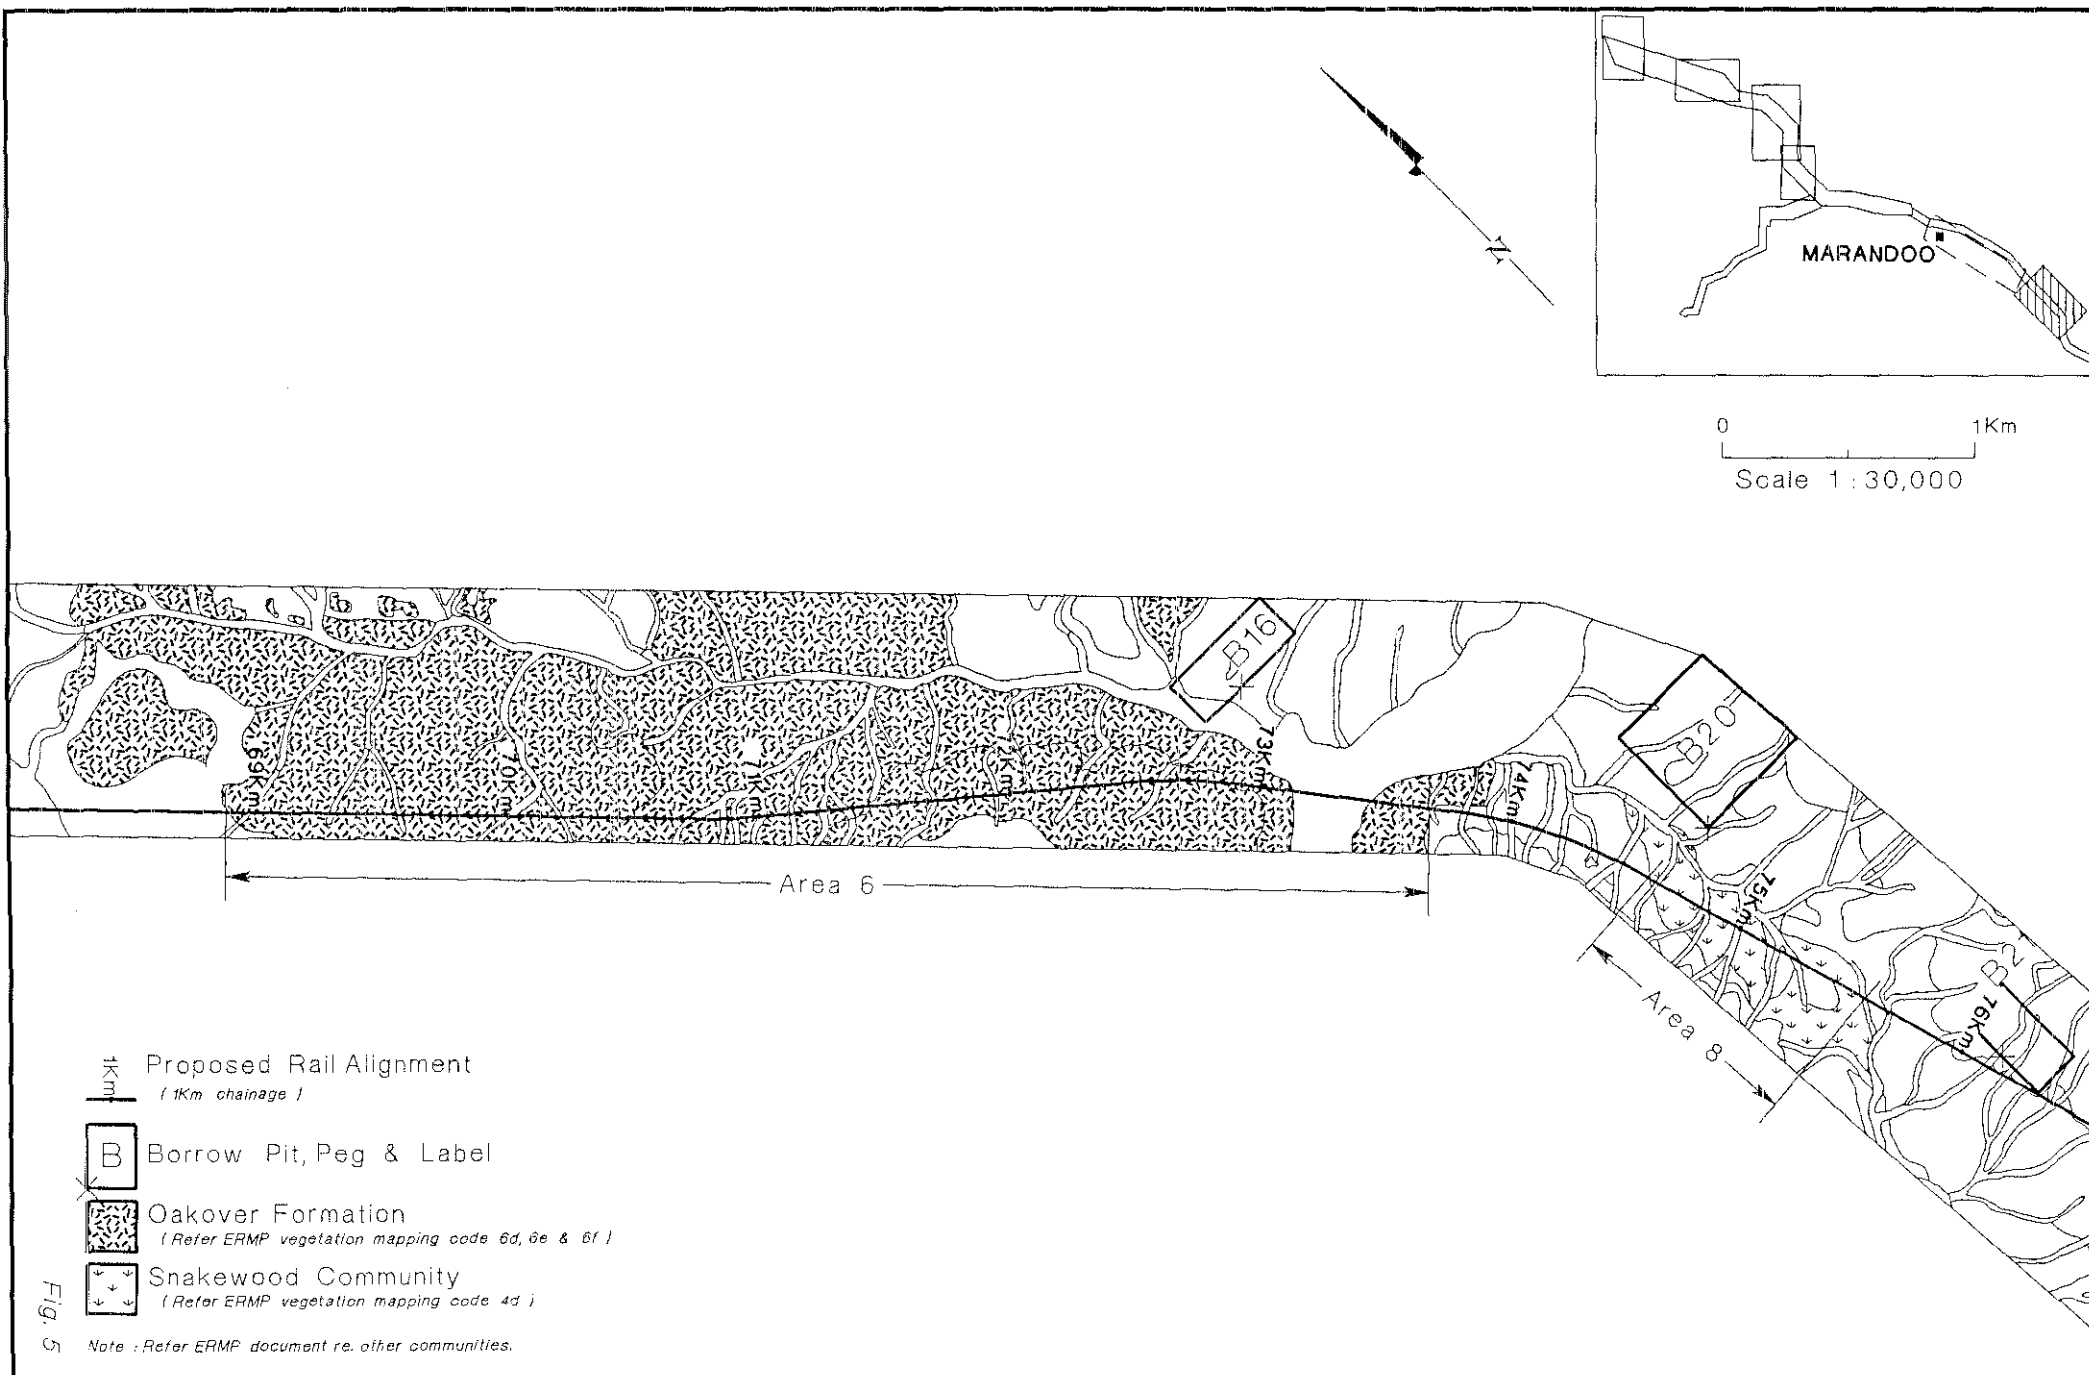 N
MARANDOO
0 1Km
Scale 1 : 30,000
B16
B20
69Km
70Km
71Km
2Km
73Km
74Km
75Km
76Km
B2
Area 6
Area 8
1Km
Proposed Rail Alignment
( 1Km chainage )
B
Borrow Pit, Peg & Label
Oakover Formation
( Refer ERMP vegetation mapping code 6d, 6e & 6f )
Snakewood Community
( Refer ERMP vegetation mapping code 4d )
Note : Refer ERMP document re. other communities.
Fig. 5